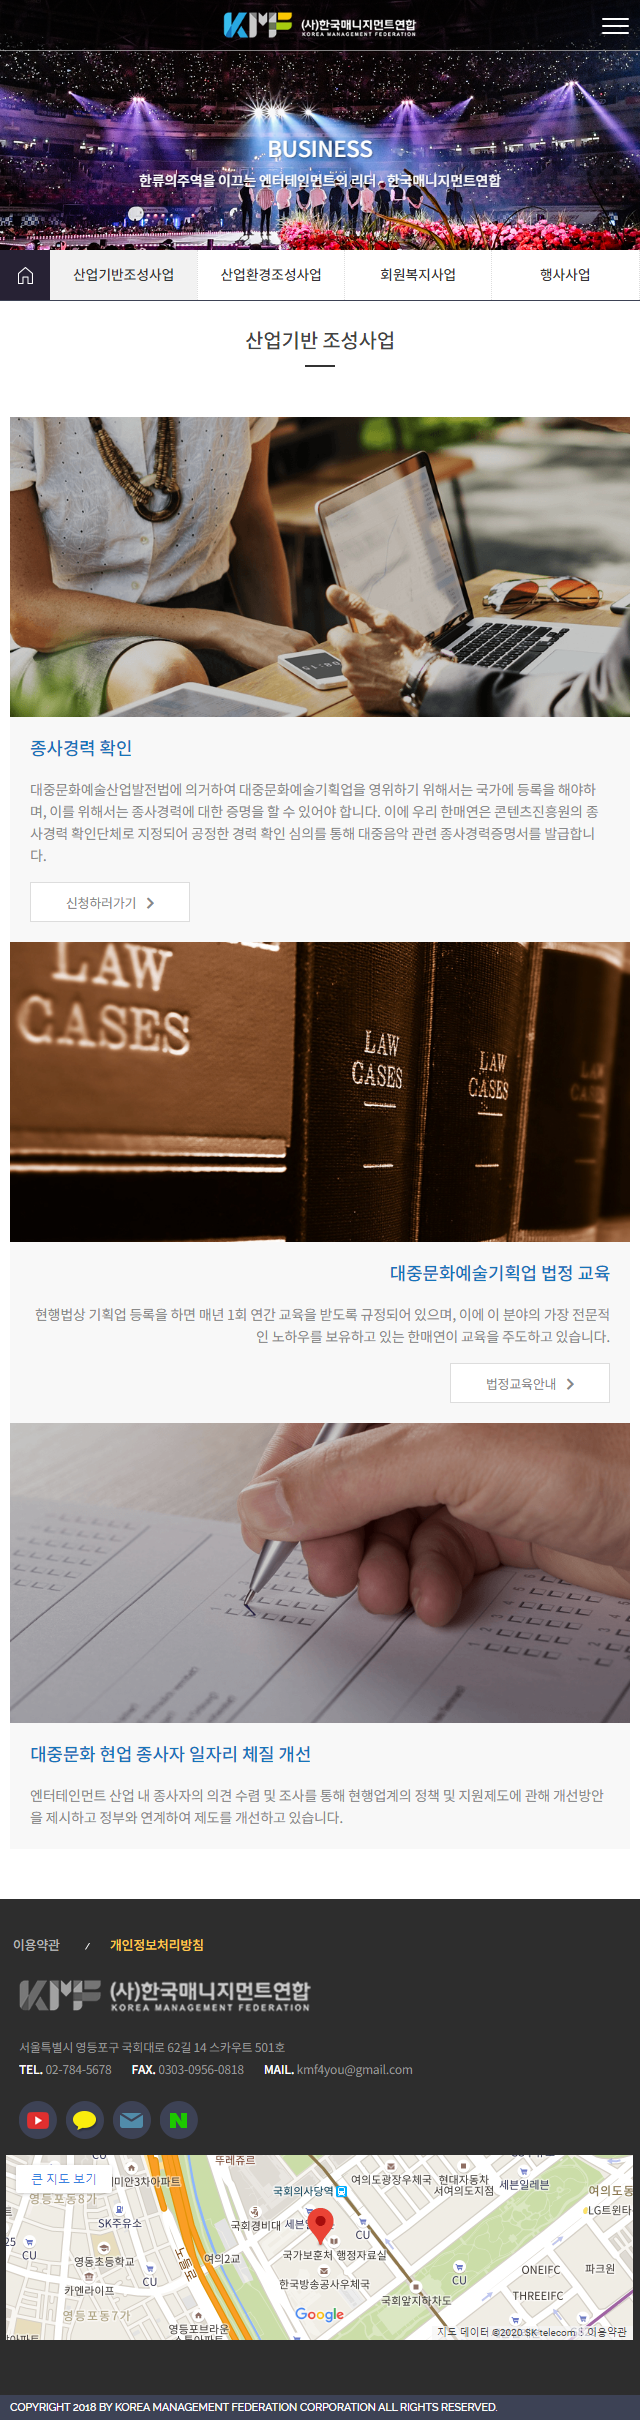 KMF (사)한국매니지먼트연합
KOREA MANAGEMENT FEDERATION
BUSINESS
한류의주역을 이끄는 엔터테인먼트의 리더 - 한국매니지먼트연합
산업기반조성사업 산업환경조성사업 회원복지사업 행사사업
산업기반 조성사업
종사경력 확인
대중문화예술산업발전법에 의거하여 대중문화예술기획업을 영위하기 위해서는 국가에 등록을 해야하
며, 이를 위해서는 종사경력에 대한 증명을 할 수 있어야 합니다. 이에 우리 한매연은 콘텐츠진흥원의 종
사경력 확인단체로 지정되어 공정한 경력 확인 심의를 통해 대중음악 관련 종사경력증명서를 발급합니
다.
신청하러가기
LAW
CASES
LAW
CASES
LAW
CASES
대중문화예술기획업 법정 교육
현행법상 기획업 등록을 하면 매년 1회 연간 교육을 받도록 규정되어 있으며, 이에 이 분야의 가장 전문적
인 노하우를 보유하고 있는 한매연이 교육을 주도하고 있습니다.
법정교육안내
대중문화 현업 종사자 일자리 체질 개선
엔터테인먼트 산업 내 종사자의 의견 수렴 및 조사를 통해 현행업계의 정책 및 지원제도에 관해 개선방안
을 제시하고 정부와 연계하여 제도를 개선하고 있습니다.
이용약관 / 개인정보처리방침
KMF (사)한국매니지먼트연합
KOREA MANAGEMENT FEDERATION
서울특별시 영등포구 국회대로 62길 14 스카우트 501호
TEL. 02-784-5678 FAX. 0303-0956-0818 MAIL. kmf4you@gmail.com
N
CU
뚜레쥬르
큰 지도 보기
미안3차아파트
여의도광장우체국
현대자동차
서여의도지점
세븐일레븐
국회의사당역
여의도동
영등포동8가
SK주유소
국회경비대
세븐일
LG트윈타
CU
25
CU
영동초등학교
노들로
여의2교
국가보훈처 행정자료실
ONEIFC
파크원
CU
한국방송공사우체국
CU
카멘라이프
국회앞지하차도
THREEIFC
영등포동7가
Google
영등포브라운
스톤아파트
CU
지도 데이터 ©2020 SK telecom
이용약관
COPYRIGHT 2018 BY KOREA MANAGEMENT FEDERATION CORPORATION ALL RIGHTS RESERVED.